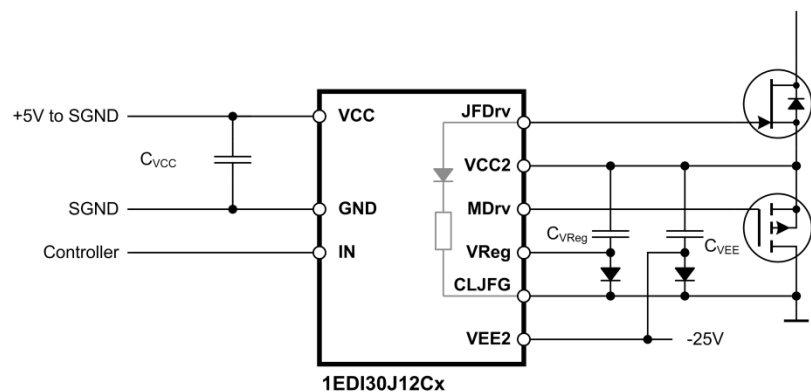 +5V to SGND
CVCC
SGND
Controller
VCC
GND
IN
JFDrv
VCC2
MDrv
VReg
CLJFG
VEE2
CVReg
CVEE
-25V
1EDI30J12Cx